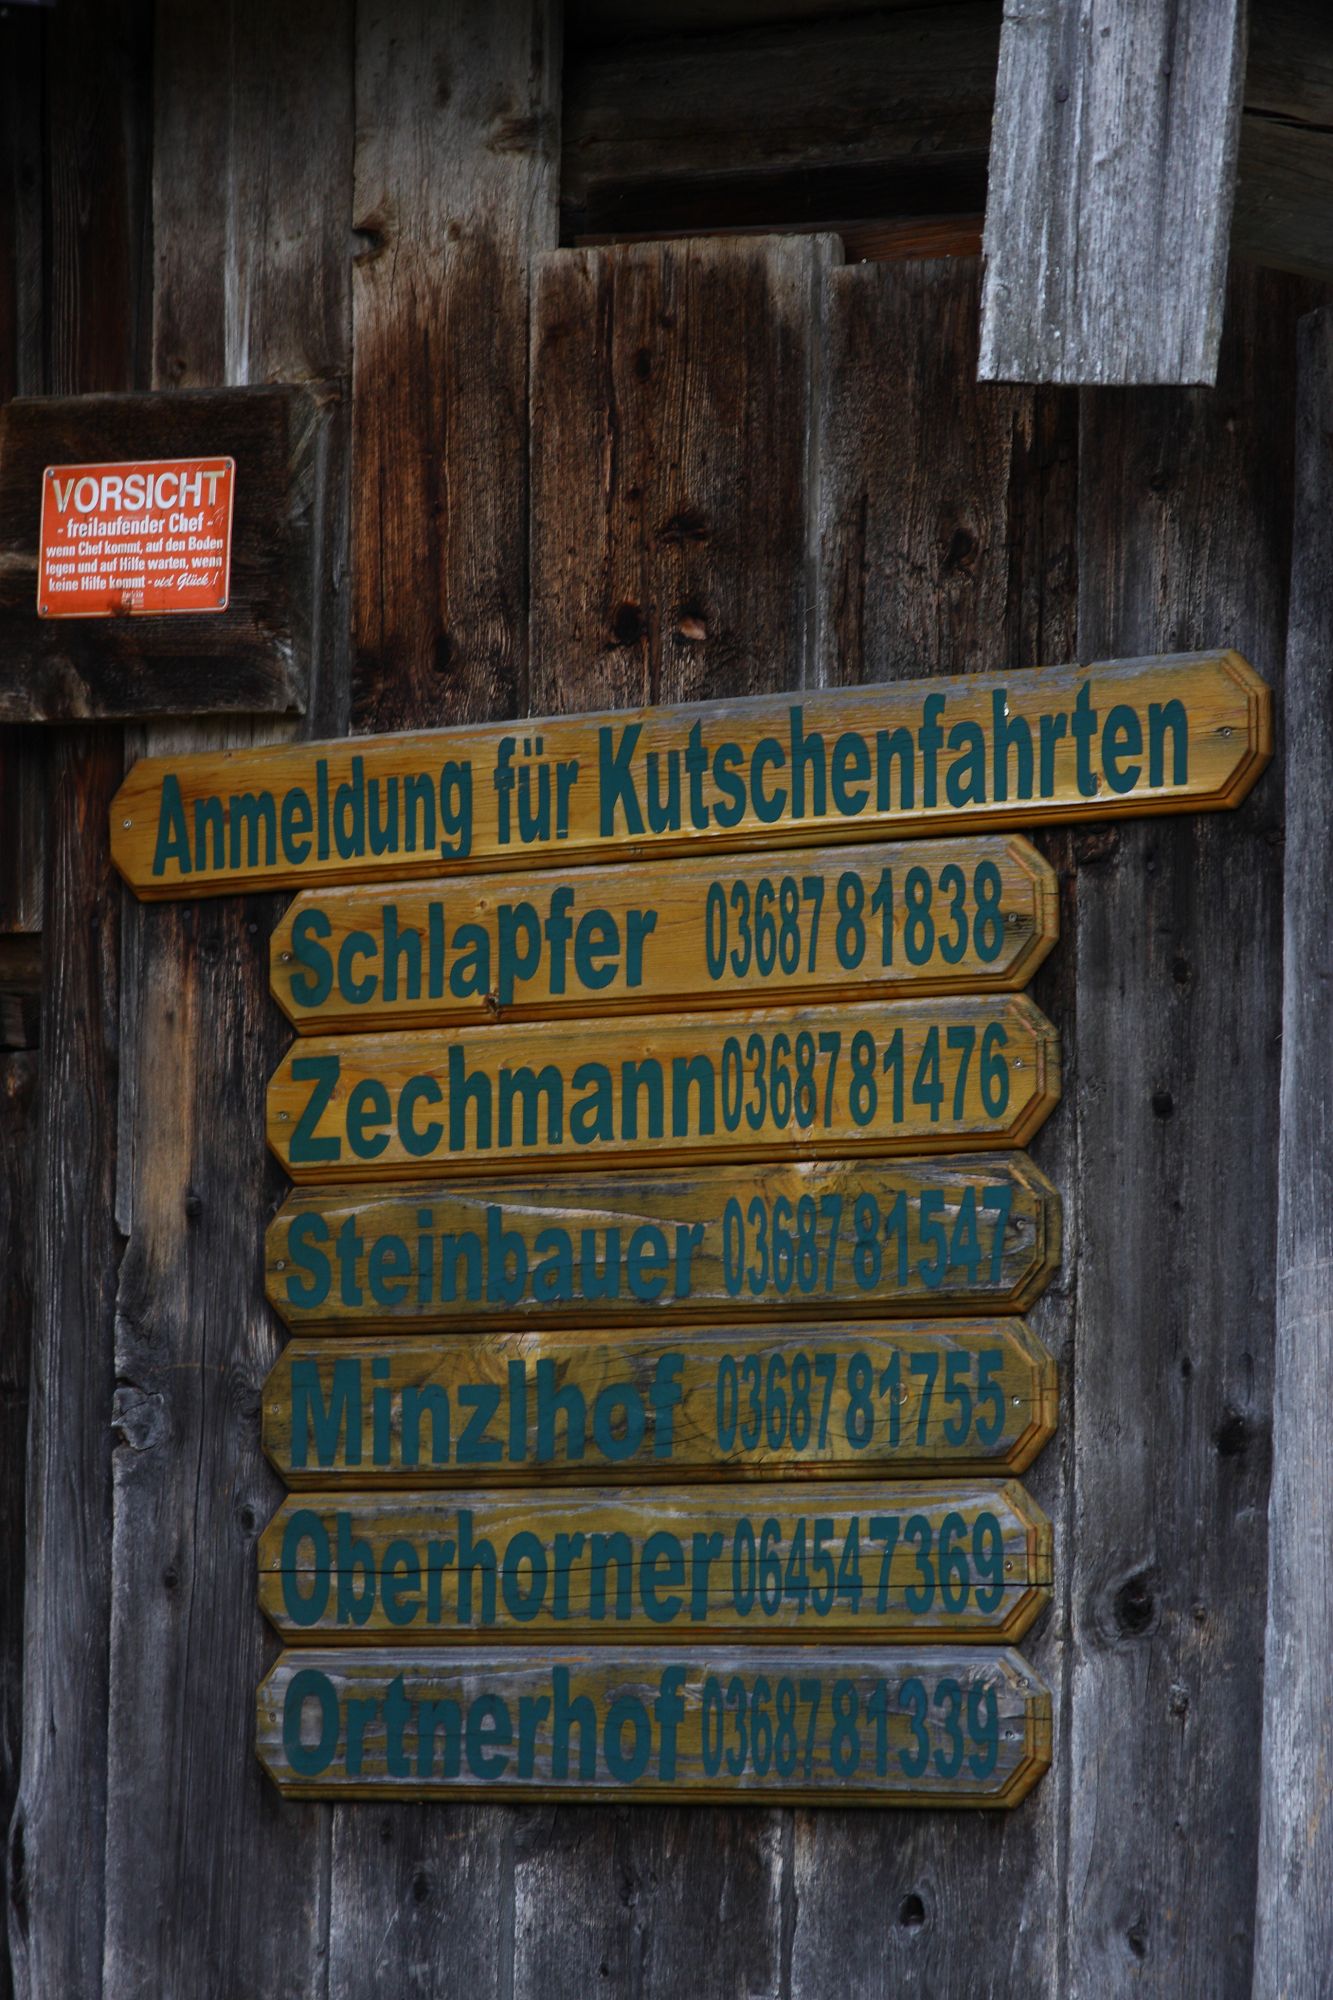 VORSICHT
- freilaufender Chef -
wenn Chef kommt, auf den Boden
legen und auf Hilfe warten, wenn
keine Hilfe kommt - viel Glück!
Anmeldung für Kutschenfahrten
Schlapfer 03687 81838
Zechmann 03687 81476
Steinbauer 03687 81547
Minzlhof 03687 81755
Oberhorner 06454 7369
Ortnerhof 03687 81339